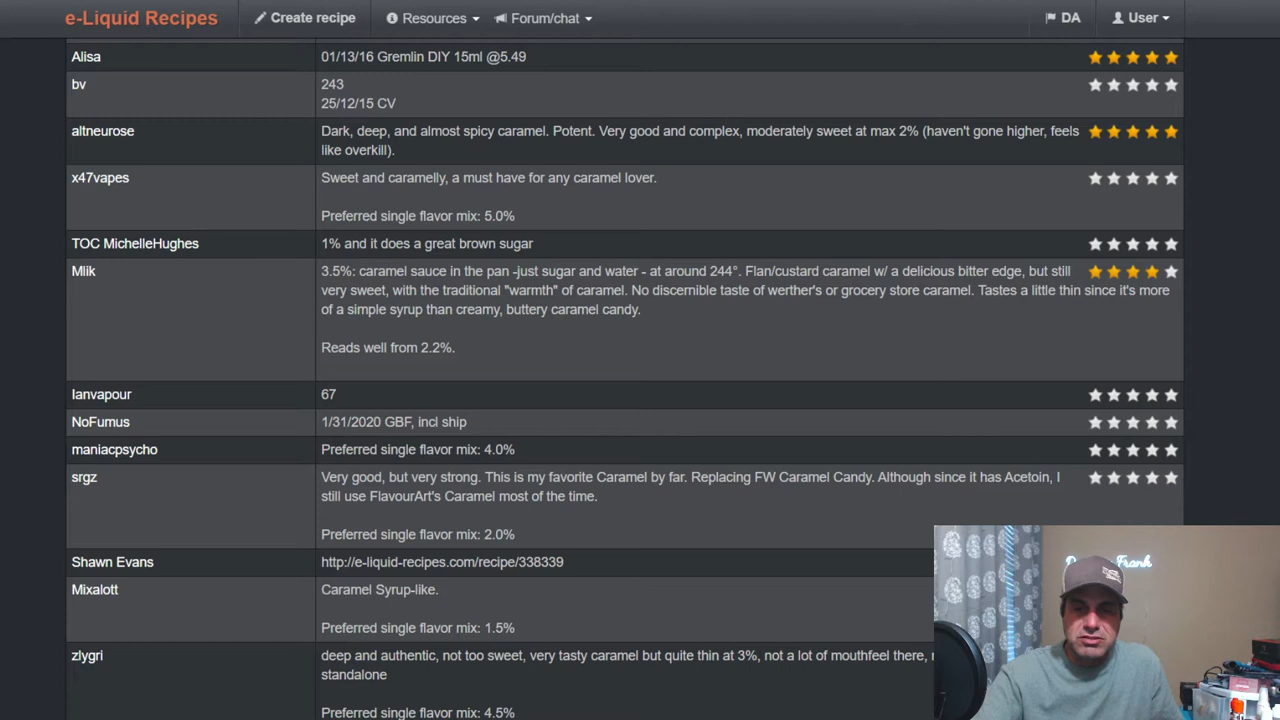 e-Liquid Recipes Create recipe Resources Forum/chat DA User
Alisa 01/13/16 Gremlin DIY 15ml @5.49
bv 243
25/12/15 CV
altneurose Dark, deep, and almost spicy caramel. Potent. Very good and complex, moderately sweet at max 2% (haven't gone higher, feels
like overkill).
x47vapes Sweet and caramelly, a must have for any caramel lover.
Preferred single flavor mix: 5.0%
TOC MichelleHughes 1% and it does a great brown sugar
Mlik 3.5%: caramel sauce in the pan -just sugar and water - at around 244°. Flan/custard caramel w/ a delicious bitter edge, but still
very sweet, with the traditional "warmth" of caramel. No discernible taste of werther's or grocery store caramel. Tastes a little thin since it's more
of a simple syrup than creamy, buttery caramel candy.
Reads well from 2.2%.
Ianvapour 67
NoFumus 1/31/2020 GBF, incl ship
maniacpsycho Preferred single flavor mix: 4.0%
srgz Very good, but very strong. This is my favorite Caramel by far. Replacing FW Caramel Candy. Although since it has Acetoin, I
still use FlavourArt's Caramel most of the time.
Preferred single flavor mix: 2.0%
Shawn Evans http://e-liquid-recipes.com/recipe/338339
Mixalott Caramel Syrup-like.
Preferred single flavor mix: 1.5%
zlygri deep and authentic, not too sweet, very tasty caramel but quite thin at 3%, not a lot of mouthfeel there,
standalone
Preferred single flavor mix: 4.5%
Frank